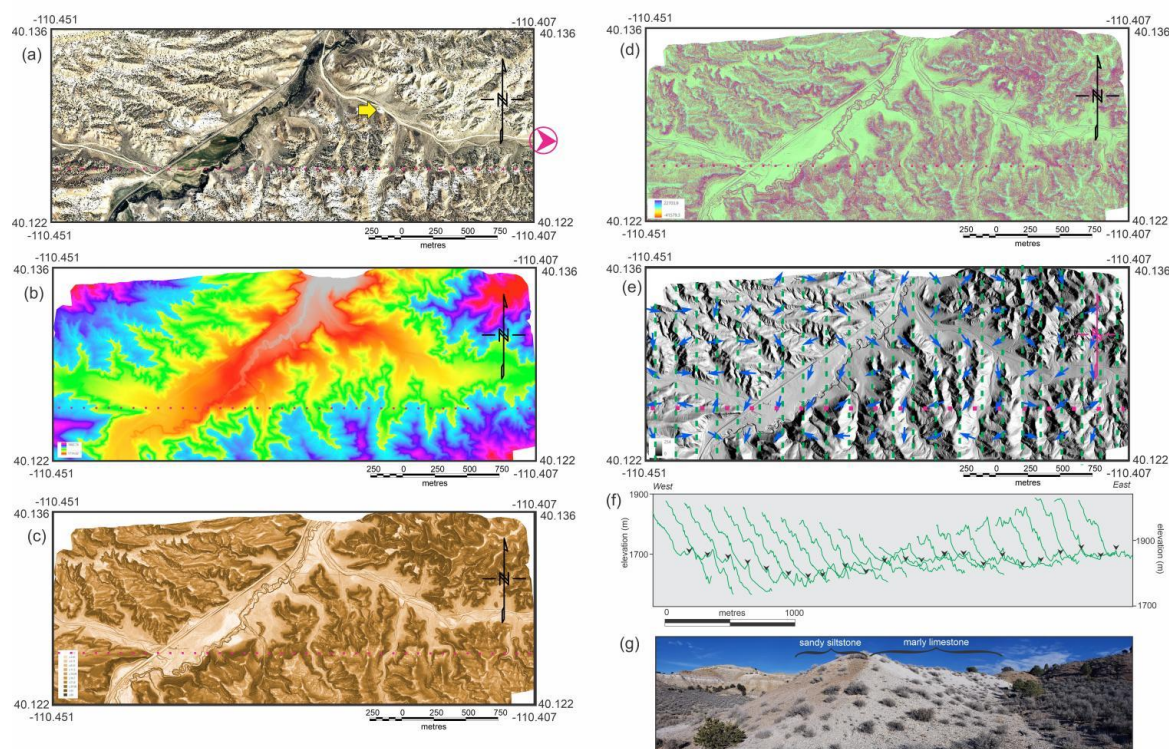 -110.451
-110.407
40.136
40.136
(a)
N
40.122
40.122
-110.451
-110.407
250 0 250 500 750
metres
-110.451
-110.407
40.136
40.136
(b)
N
40.122
40.122
-110.451
-110.407
250 0 250 500 750
metres
-110.451
-110.407
40.136
40.136
(c)
N
40.122
40.122
-110.451
-110.407
250 0 250 500 750
metres
-110.451
-110.407
40.136
40.136
(d)
N
40.122
40.122
-110.451
-110.407
250 0 250 500 750
metres
-110.451
-110.407
40.136
40.136
(e)
N
40.122
40.122
-110.451
-110.407
250 0 250 500 750
metres
West
East
(f)
1900
1700
elevation (m)
1900
1700
elevation (m)
metres
0 1000
(g)
sandy siltstone
marly limestone